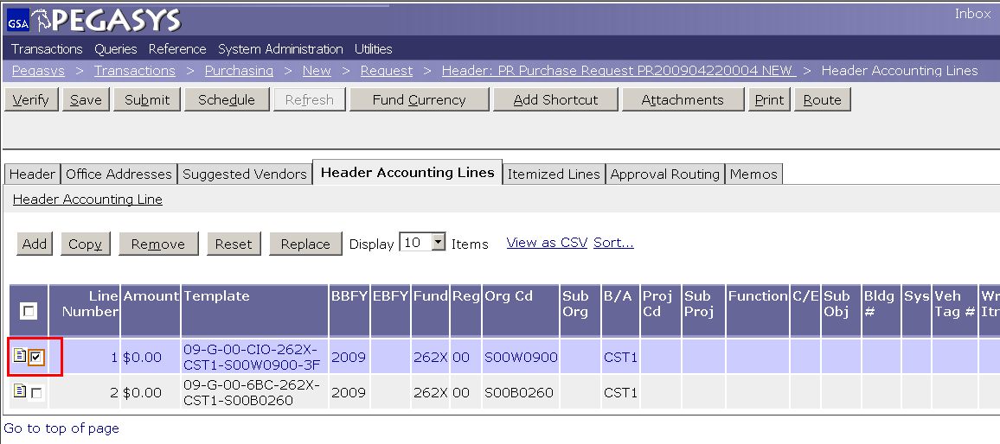 GSA PEGASYS
Inbox
Transactions Queries Reference System Administration Utilities
Pegasys > Transactions > Purchasing > New > Request > Header: PR Purchase Request PR200904220004 NEW > Header Accounting Lines
Verify Save Submit Schedule Refresh Fund Currency Add Shortcut Attachments Print Route
Header Office Addresses Suggested Vendors Header Accounting Lines Itemized Lines Approval Routing Memos
Header Accounting Line
Add Copy Remove Reset Replace Display 10 Items View as CSV Sort...
Line Amount Template BBFY EBFY Fund Reg Org Cd Sub B/A Proj Sub Function C/E Sub Bldg Sys Veh Wr
Number Org Cd Proj Obj # Tag # Itn
09-G-00-CIO-262X-
1 $0.00 CST1-S00W0900-3F 2009 262X 00 S00W0900 CST1
09-G-00-6BC-262X-
2 $0.00 CST1-S00B0260 2009 262X 00 S00B0260 CST1
Go to top of page